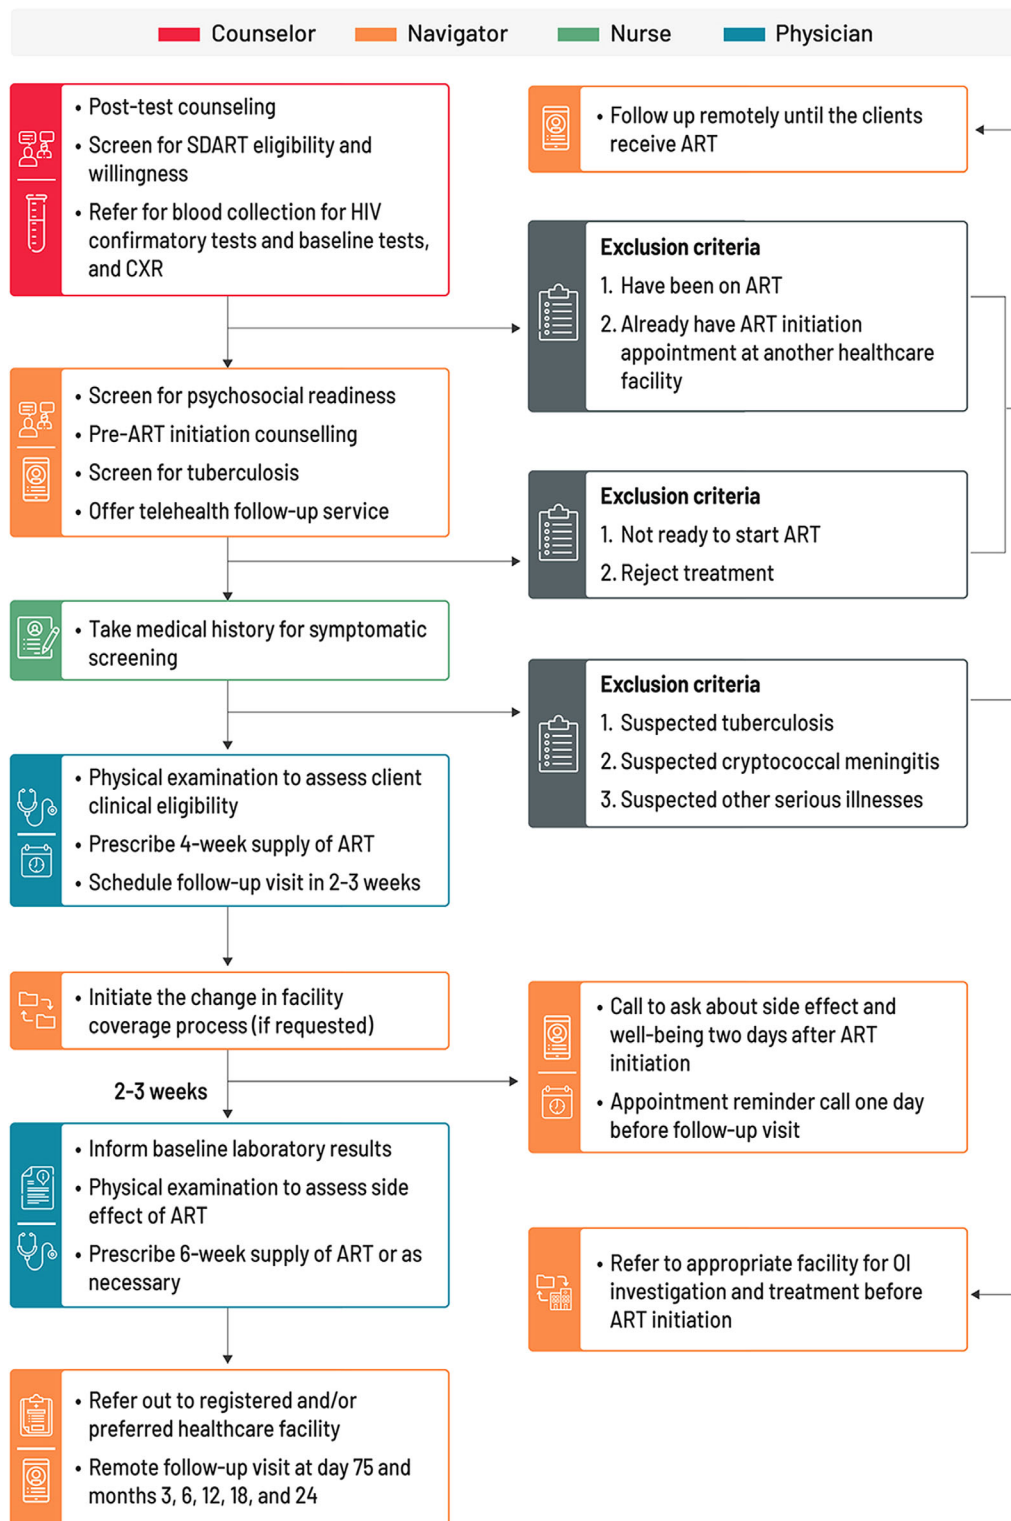 Counselor
Navigator
Nurse
Physician
• Post-test counseling
• Screen for SDART eligibility and
willingness
• Refer for blood collection for HIV
confirmatory tests and baseline tests,
and CXR
• Follow up remotely until the clients
receive ART
Exclusion criteria
1. Have been on ART
2. Already have ART initiation
appointment at another healthcare
facility
• Screen for psychosocial readiness
• Pre-ART initiation counselling
• Screen for tuberculosis
• Offer telehealth follow-up service
Exclusion criteria
1. Not ready to start ART
2. Reject treatment
• Take medical history for symptomatic
screening
Exclusion criteria
1. Suspected tuberculosis
2. Suspected cryptococcal meningitis
3. Suspected other serious illnesses
• Physical examination to assess client
clinical eligibility
• Prescribe 4-week supply of ART
• Schedule follow-up visit in 2-3 weeks
• Initiate the change in facility
coverage process (if requested)
• Call to ask about side effect and
well-being two days after ART
initiation
• Appointment reminder call one day
before follow-up visit
2-3 weeks
• Inform baseline laboratory results
• Physical examination to assess side
effect of ART
• Prescribe 6-week supply of ART or as
necessary
• Refer to appropriate facility for OI
investigation and treatment before
ART initiation
• Refer out to registered and/or
preferred healthcare facility
• Remote follow-up visit at day 75 and
months 3, 6, 12, 18, and 24